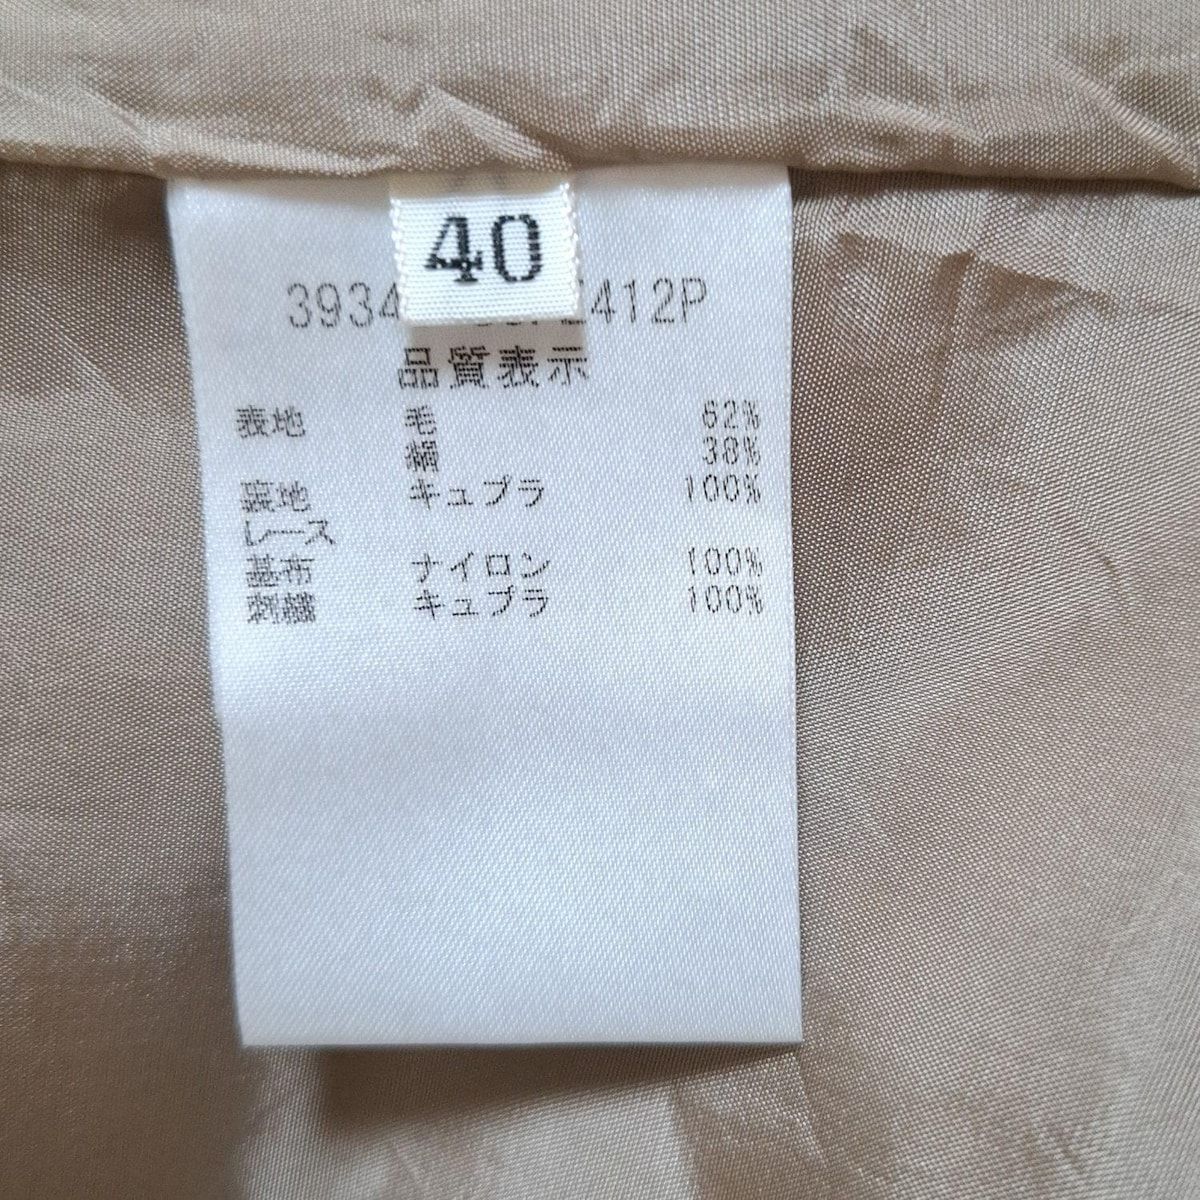 40
3934 2412P
品質表示
表地 毛 62%
絹 38%
裏地 キュプラ 100%
レース
基布 ナイロン 100%
刺繍 キュプラ 100%